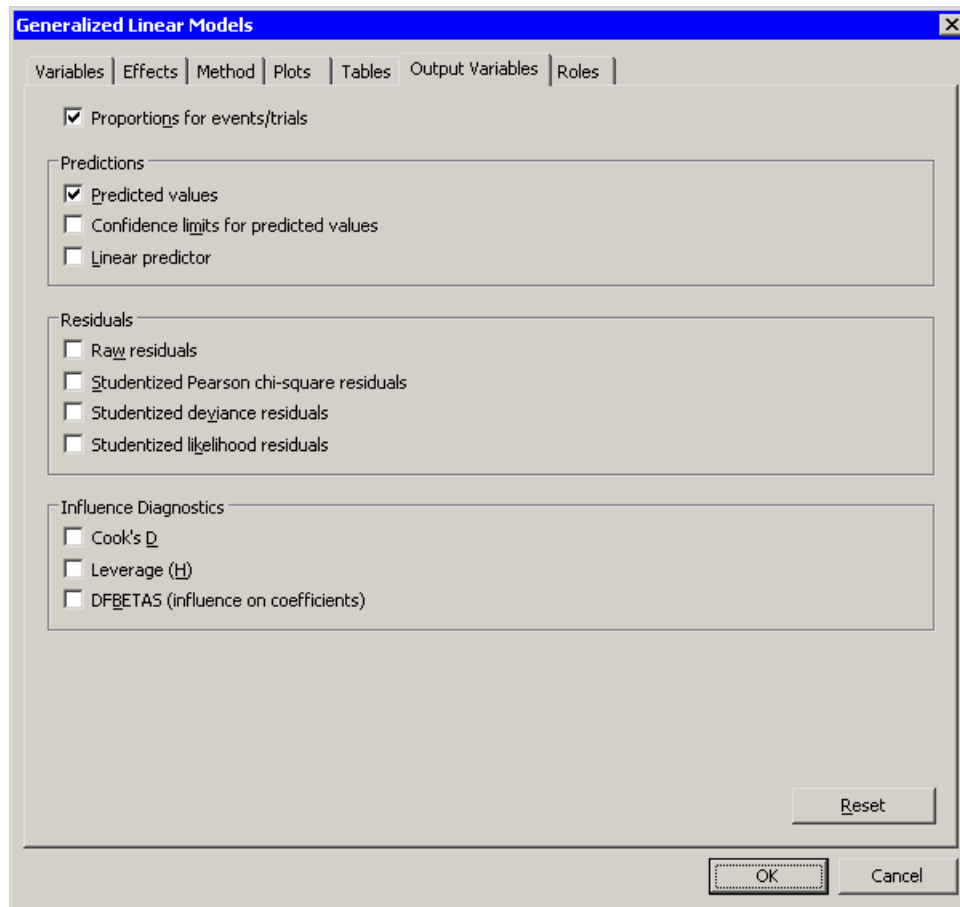 Generalized Linear Models
Variables Effects Method Plots Tables Output Variables Roles
Proportions for events/trials
Predictions
Predicted values
Confidence limits for predicted values
Linear predictor
Residuals
Raw residuals
Studentized Pearson chi-square residuals
Studentized deviance residuals
Studentized likelihood residuals
Influence Diagnostics
Cook's D
Leverage (H)
DFBETAS (influence on coefficients)
Reset
OK Cancel